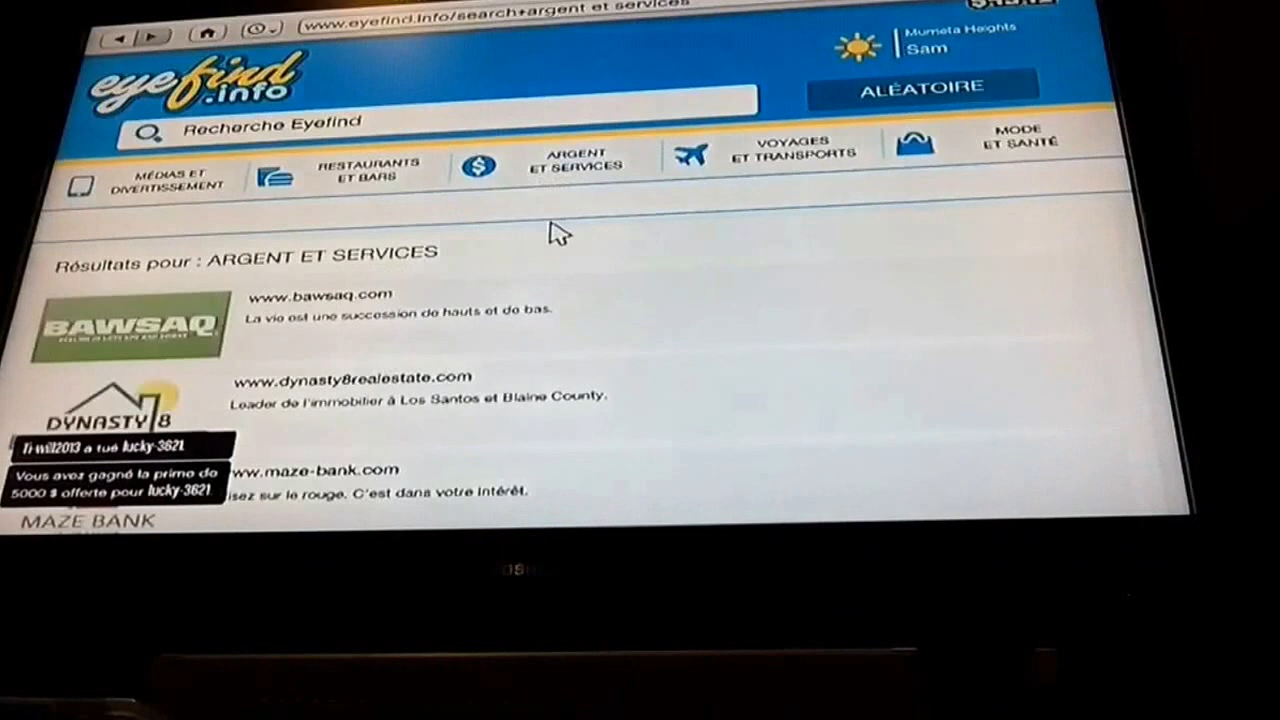 www.eyefind.info/search+argent et services
eyefind
.info
Murrieta Heights
Sam
Recherche Eyefind
ALÉATOIRE
MÉDIAS ET
DIVERTISSEMENT
RESTAURANTS
ET BARS
ARGENT
ET SERVICES
VOYAGES
ET TRANSPORTS
MODE
ET SANTÉ
Résultats pour : ARGENT ET SERVICES
BAWSAQ
www.bawsaq.com
La vie est une succession de hauts et de bas.
DYNASTY 8
www.dynasty8realestate.com
Leader de l'immobilier à Los Santos et Blaine County.
Ti-will2013 a tué lucky-3621
Vous avez gagné la prime de
5000 $ offerte pour lucky-3621
ww.maze-bank.com
isez sur le rouge. C'est dans votre intérêt.
MAZE BANK